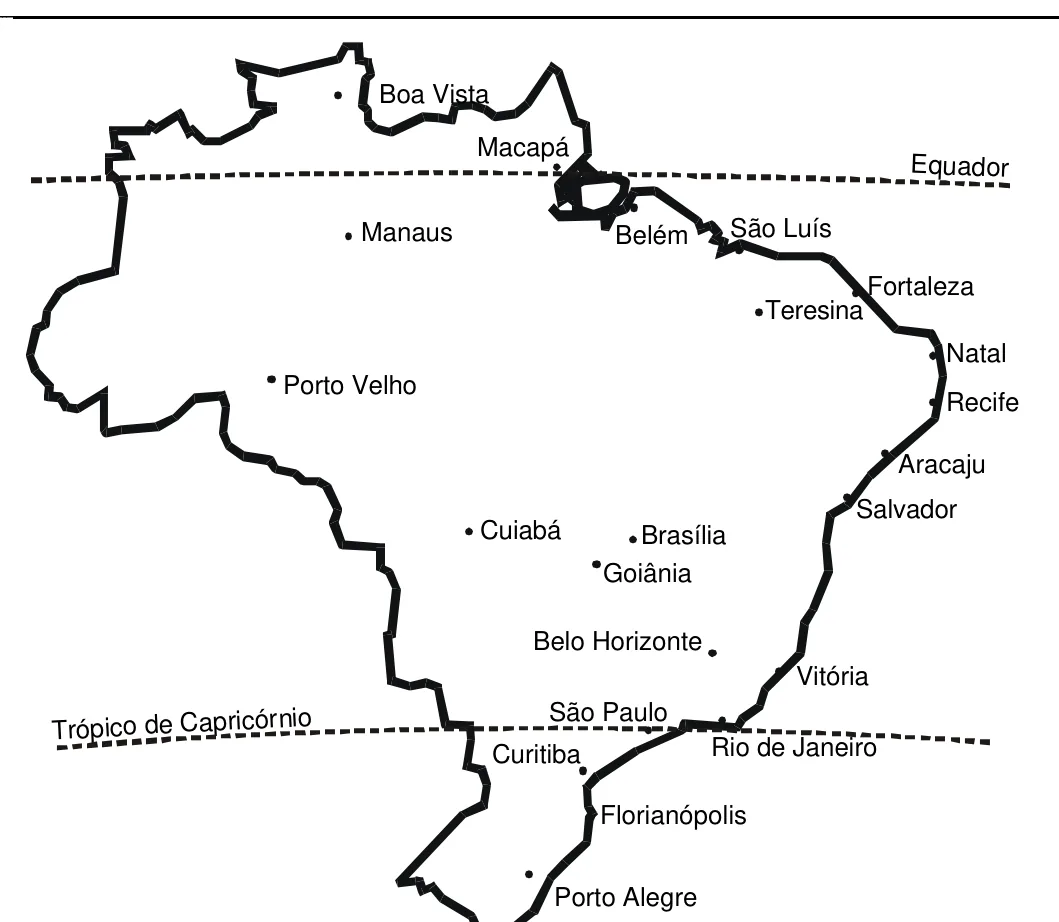 Boa Vista
Macapá
Equador
Manaus
Belém
São Luís
Fortaleza
Teresina
Natal
Porto Velho
Recife
Aracaju
Salvador
Cuiabá
Brasília
Goiânia
Belo Horizonte
Vitória
Trópico de Capricórnio
São Paulo
Rio de Janeiro
Curitiba
Florianópolis
Porto Alegre